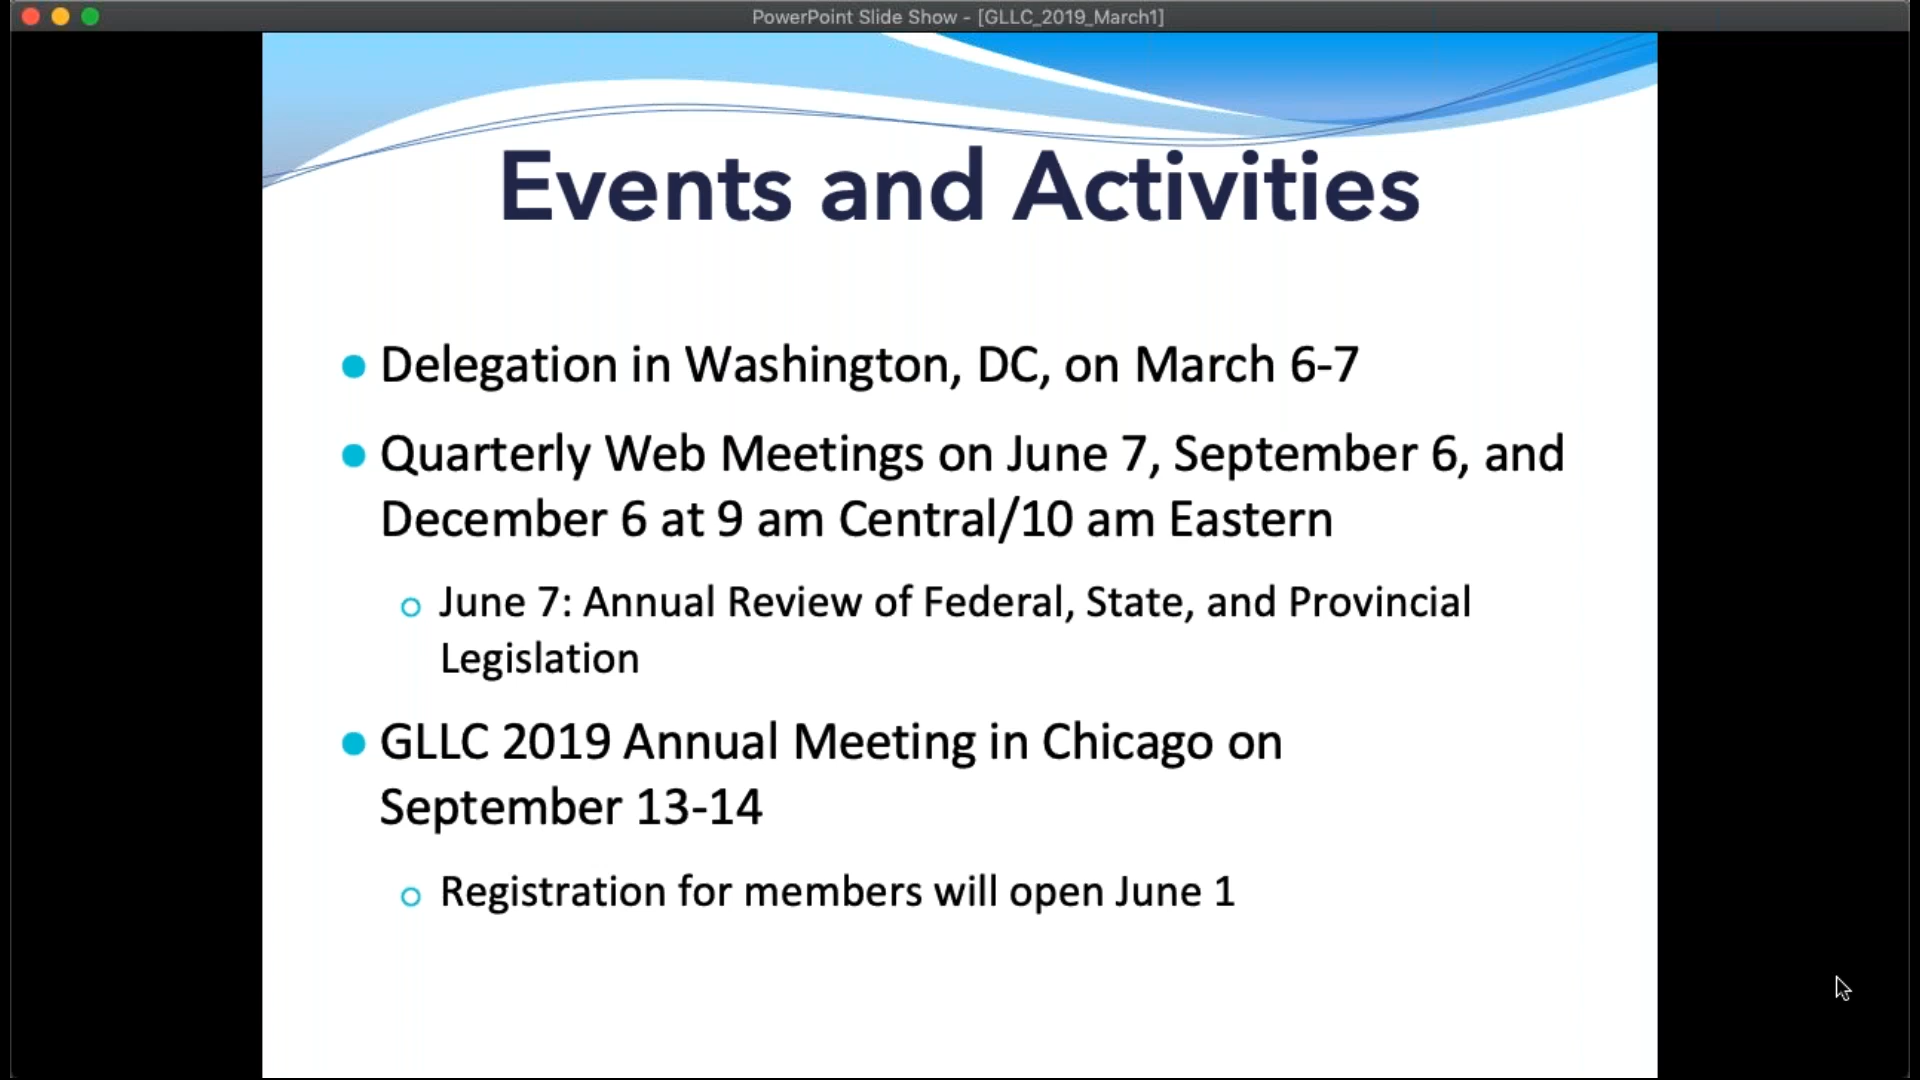 PowerPoint Slide Show - [GLLC_2019_March1]
Events and Activities
Delegation in Washington, DC, on March 6-7
Quarterly Web Meetings on June 7, September 6, and
December 6 at 9 am Central/10 am Eastern
June 7: Annual Review of Federal, State, and Provincial
Legislation
GLLC 2019 Annual Meeting in Chicago on
September 13-14
Registration for members will open June 1